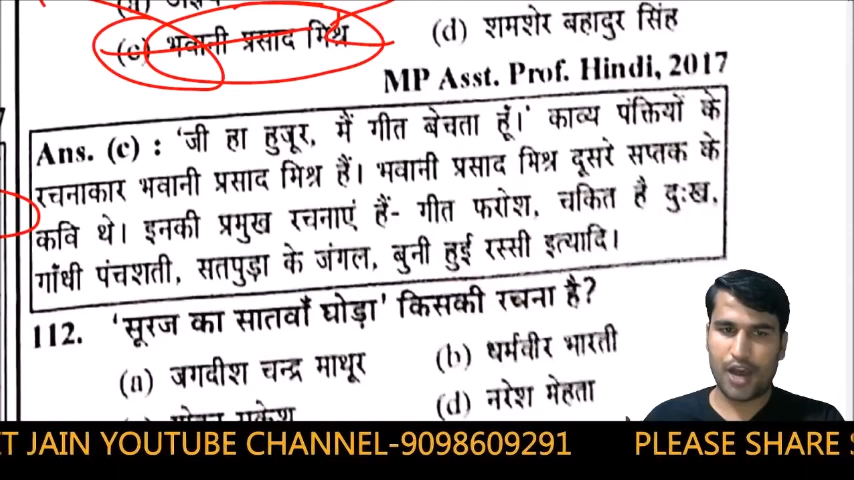 (c) भवानी प्रसाद मिश्र (d) शमशेर बहादुर सिंह
MP Asst. Prof. Hindi, 2017
Ans. (c) : 'जी हा हुजूर, मैं गीत बेचता हूँ।' काव्य पंक्तियों के
रचनाकार भवानी प्रसाद मिश्र हैं। भवानी प्रसाद मिश्र दूसरे सप्तक के
कवि थे। इनकी प्रमुख रचनाएं हैं- गीत फरोश, चकित है दुःख,
गाँधी पंचशती, सतपुड़ा के जंगल, बुनी हुई रस्सी इत्यादि।
112. 'सूरज का सातवाँ घोड़ा' किसकी रचना है?
(a) जगदीश चन्द्र माथूर (b) धर्मवीर भारती
(d) नरेश मेहता
ET JAIN YOUTUBE CHANNEL-9098609291 PLEASE SHARE